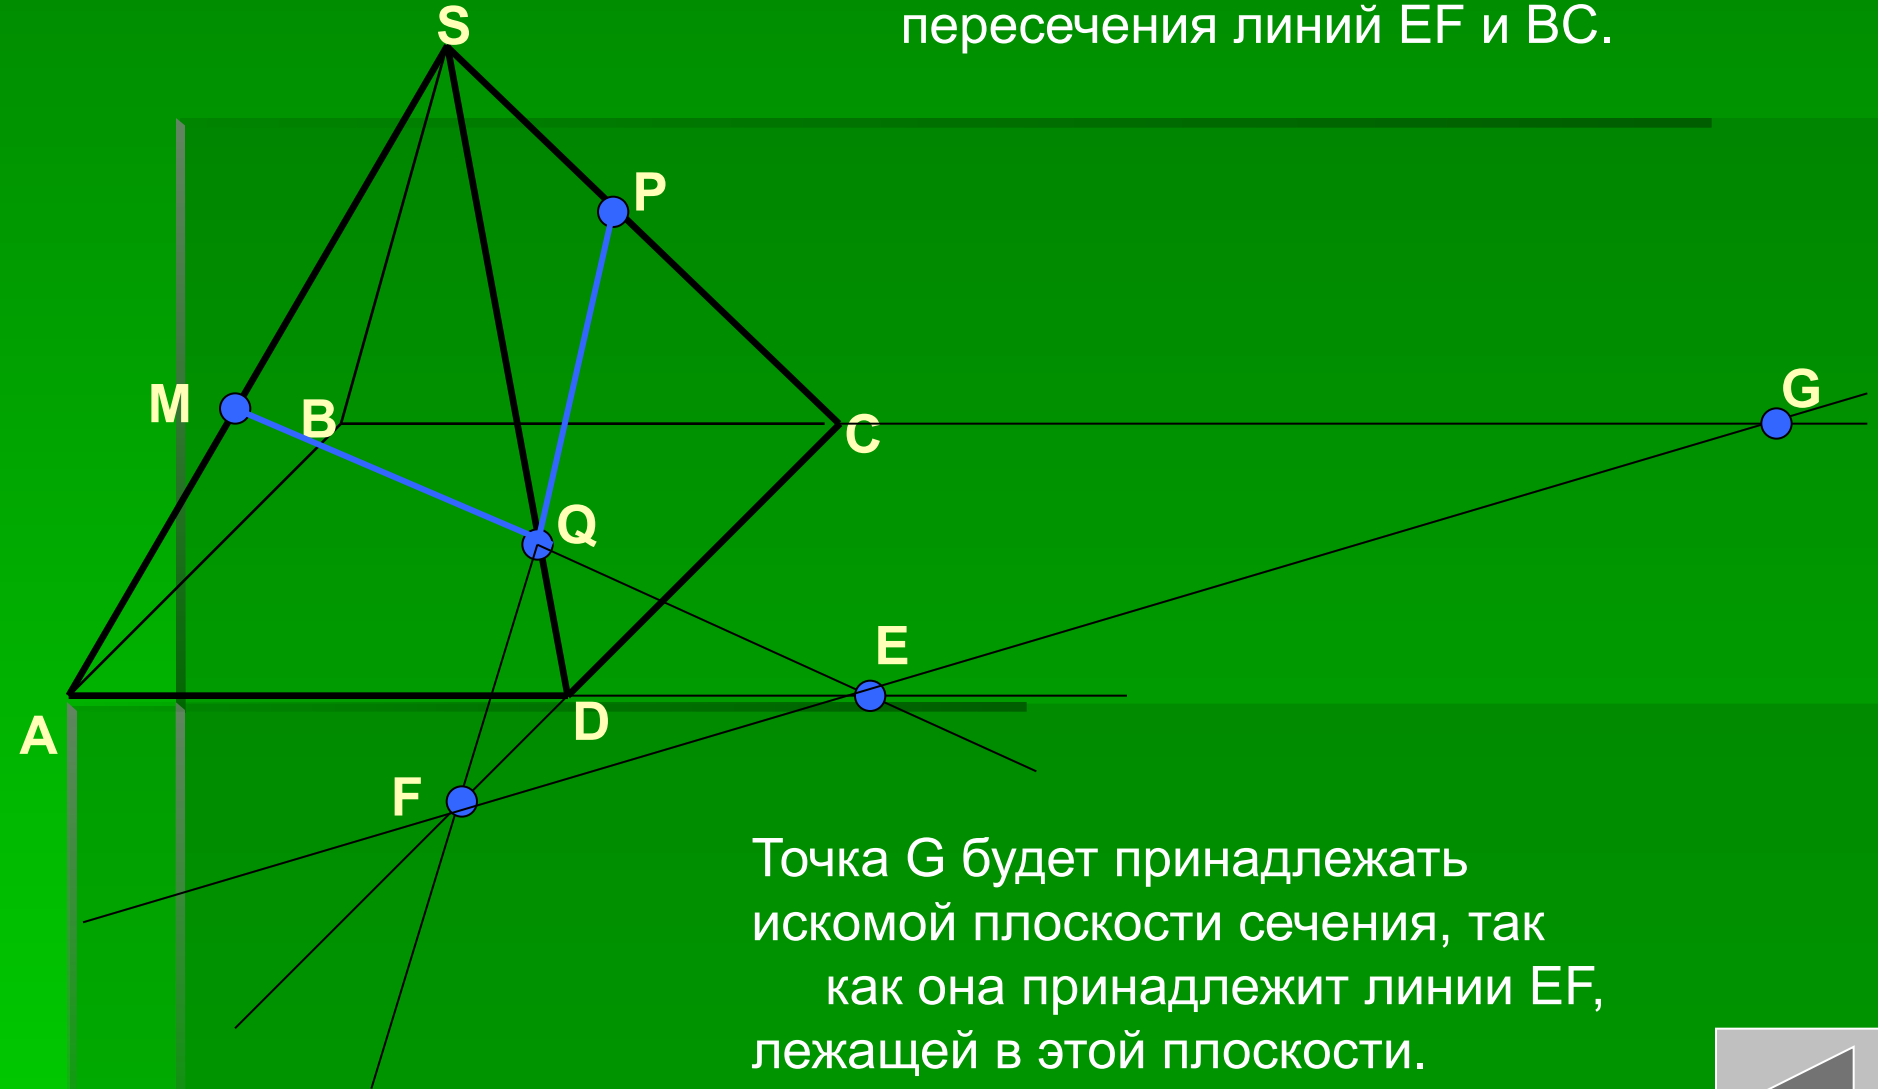 S
пересечения линий EF и BC.
P
M
B
C
G
Q
E
A
D
F
Точка G будет принадлежать
искомой плоскости сечения, так
как она принадлежит линии EF,
лежащей в этой плоскости.